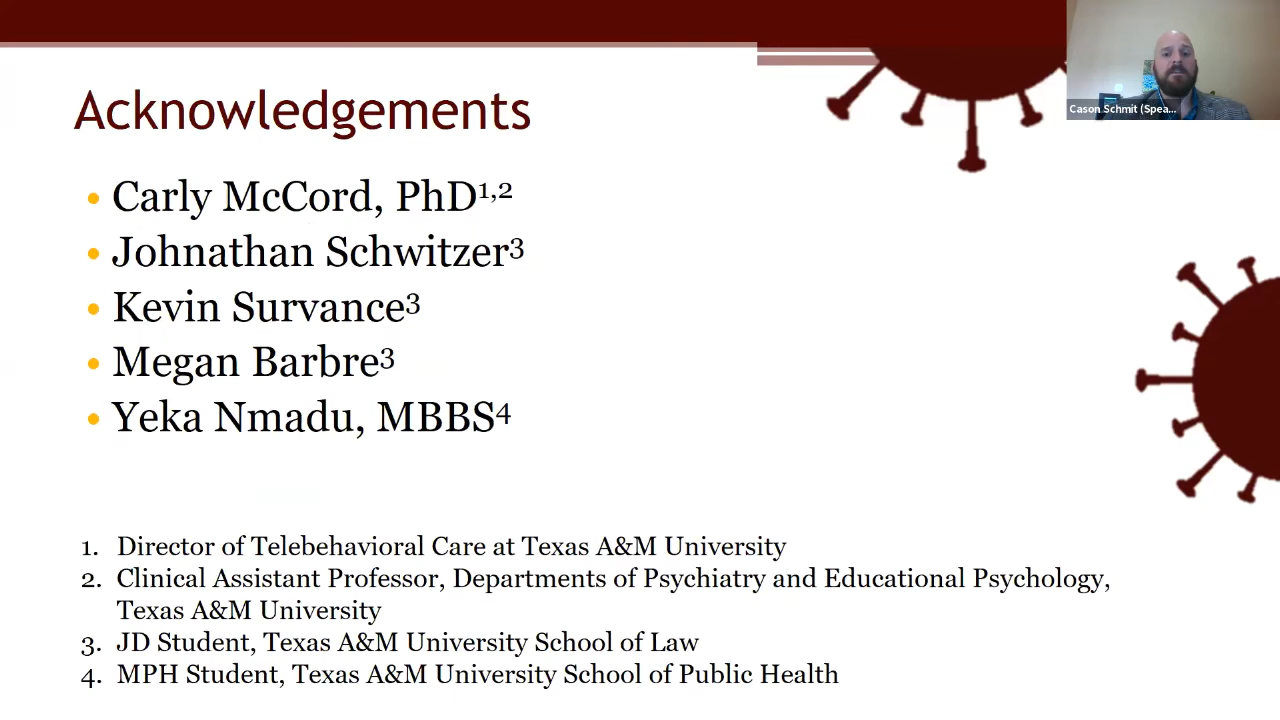 Cason Schmit (Spea...
Acknowledgements
• Carly McCord, PhD1,2
• Johnathan Schwitzer3
• Kevin Survance3
• Megan Barbre3
• Yeka Nmadu, MBBS4
1. Director of Telebehavioral Care at Texas A&M University
2. Clinical Assistant Professor, Departments of Psychiatry and Educational Psychology,
Texas A&M University
3. JD Student, Texas A&M University School of Law
4. MPH Student, Texas A&M University School of Public Health